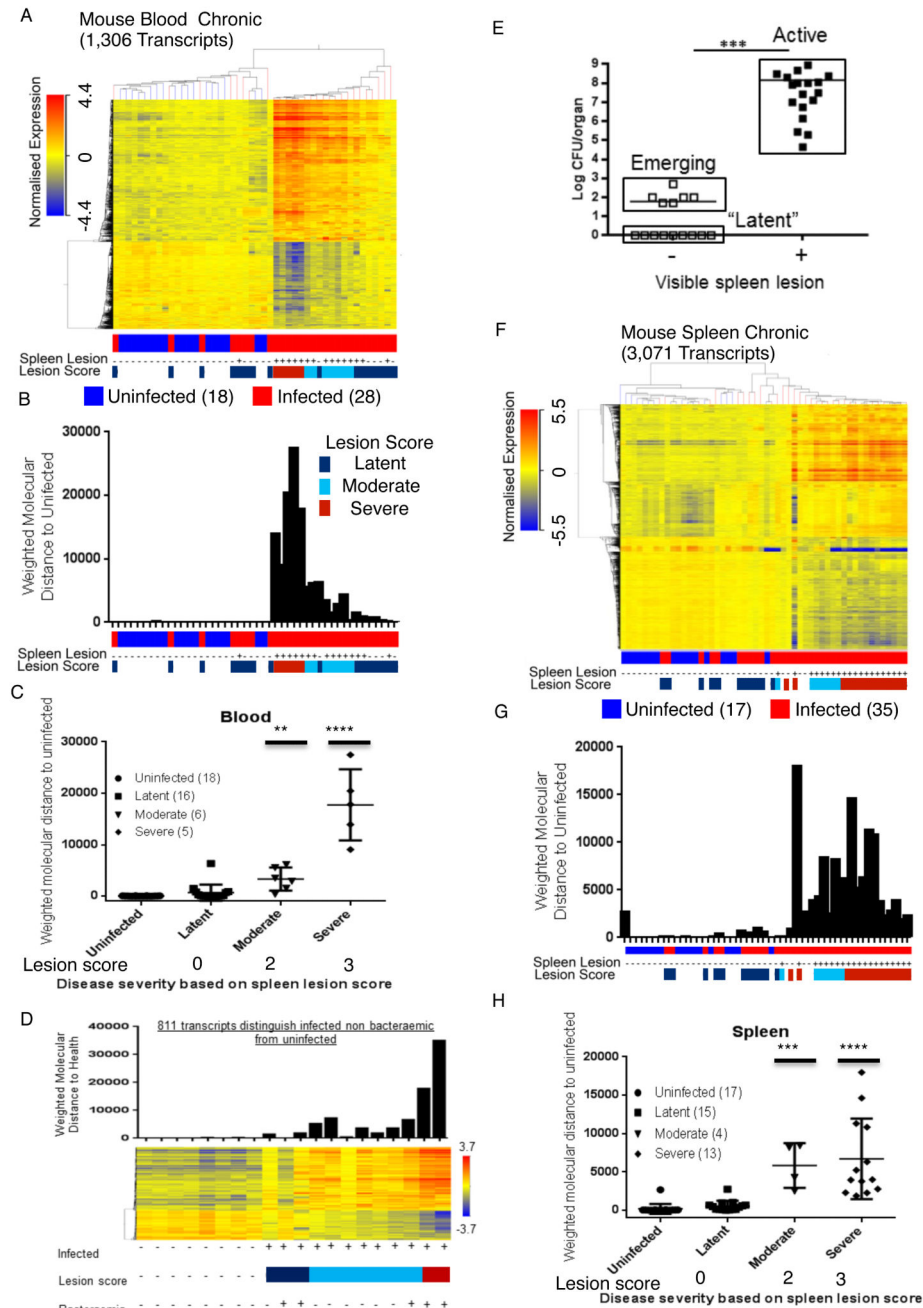 A
Mouse Blood Chronic
(1,306 Transcripts)
Normalised Expression
4.4
0
-4.4
Spleen Lesion
Lesion Score
Uninfected (18) Infected (28)
B
Weighted Molecular
Distance to Uninfected
30000
20000
10000
0
Lesion Score
Latent
Moderate
Severe
Spleen Lesion
Lesion Score
C
Blood
Weighted molecular distance to uninfected
30000
20000
10000
0
** ****
Uninfected (18)
Latent (16)
Moderate (6)
Severe (5)
Uninfected Latent Moderate Severe
Lesion score 0 2 3
Disease severity based on spleen lesion score
D
811 transcripts distinguish infected non bacteraemic
from uninfected
Weighted Molecular
Distance to Health
40000
30000
20000
10000
0
3.7
-3.7
Infected - - - - - - - - + + + + + + + + + + + +
Lesion score - - - - - - - -
E
Log CFU/organ
9
8
7
6
5
4
3
2
1
0
***
Active
Emerging
“Latent”
- +
Visible spleen lesion
F
Mouse Spleen Chronic
(3,071 Transcripts)
Normalised Expression
5.5
0
-5.5
Spleen Lesion
Lesion Score
Uninfected (17) Infected (35)
G
Weighted Molecular
Distance to Uninfected
20000
15000
10000
5000
0
Spleen Lesion
Lesion Score
H
Spleen
Weighted molecular distance to uninfected
20000
15000
10000
5000
0
*** ****
Uninfected (17)
Latent (15)
Moderate (4)
Severe (13)
Uninfected Latent Moderate Severe
Lesion score 0 2 3
Disease severity based on spleen lesion score